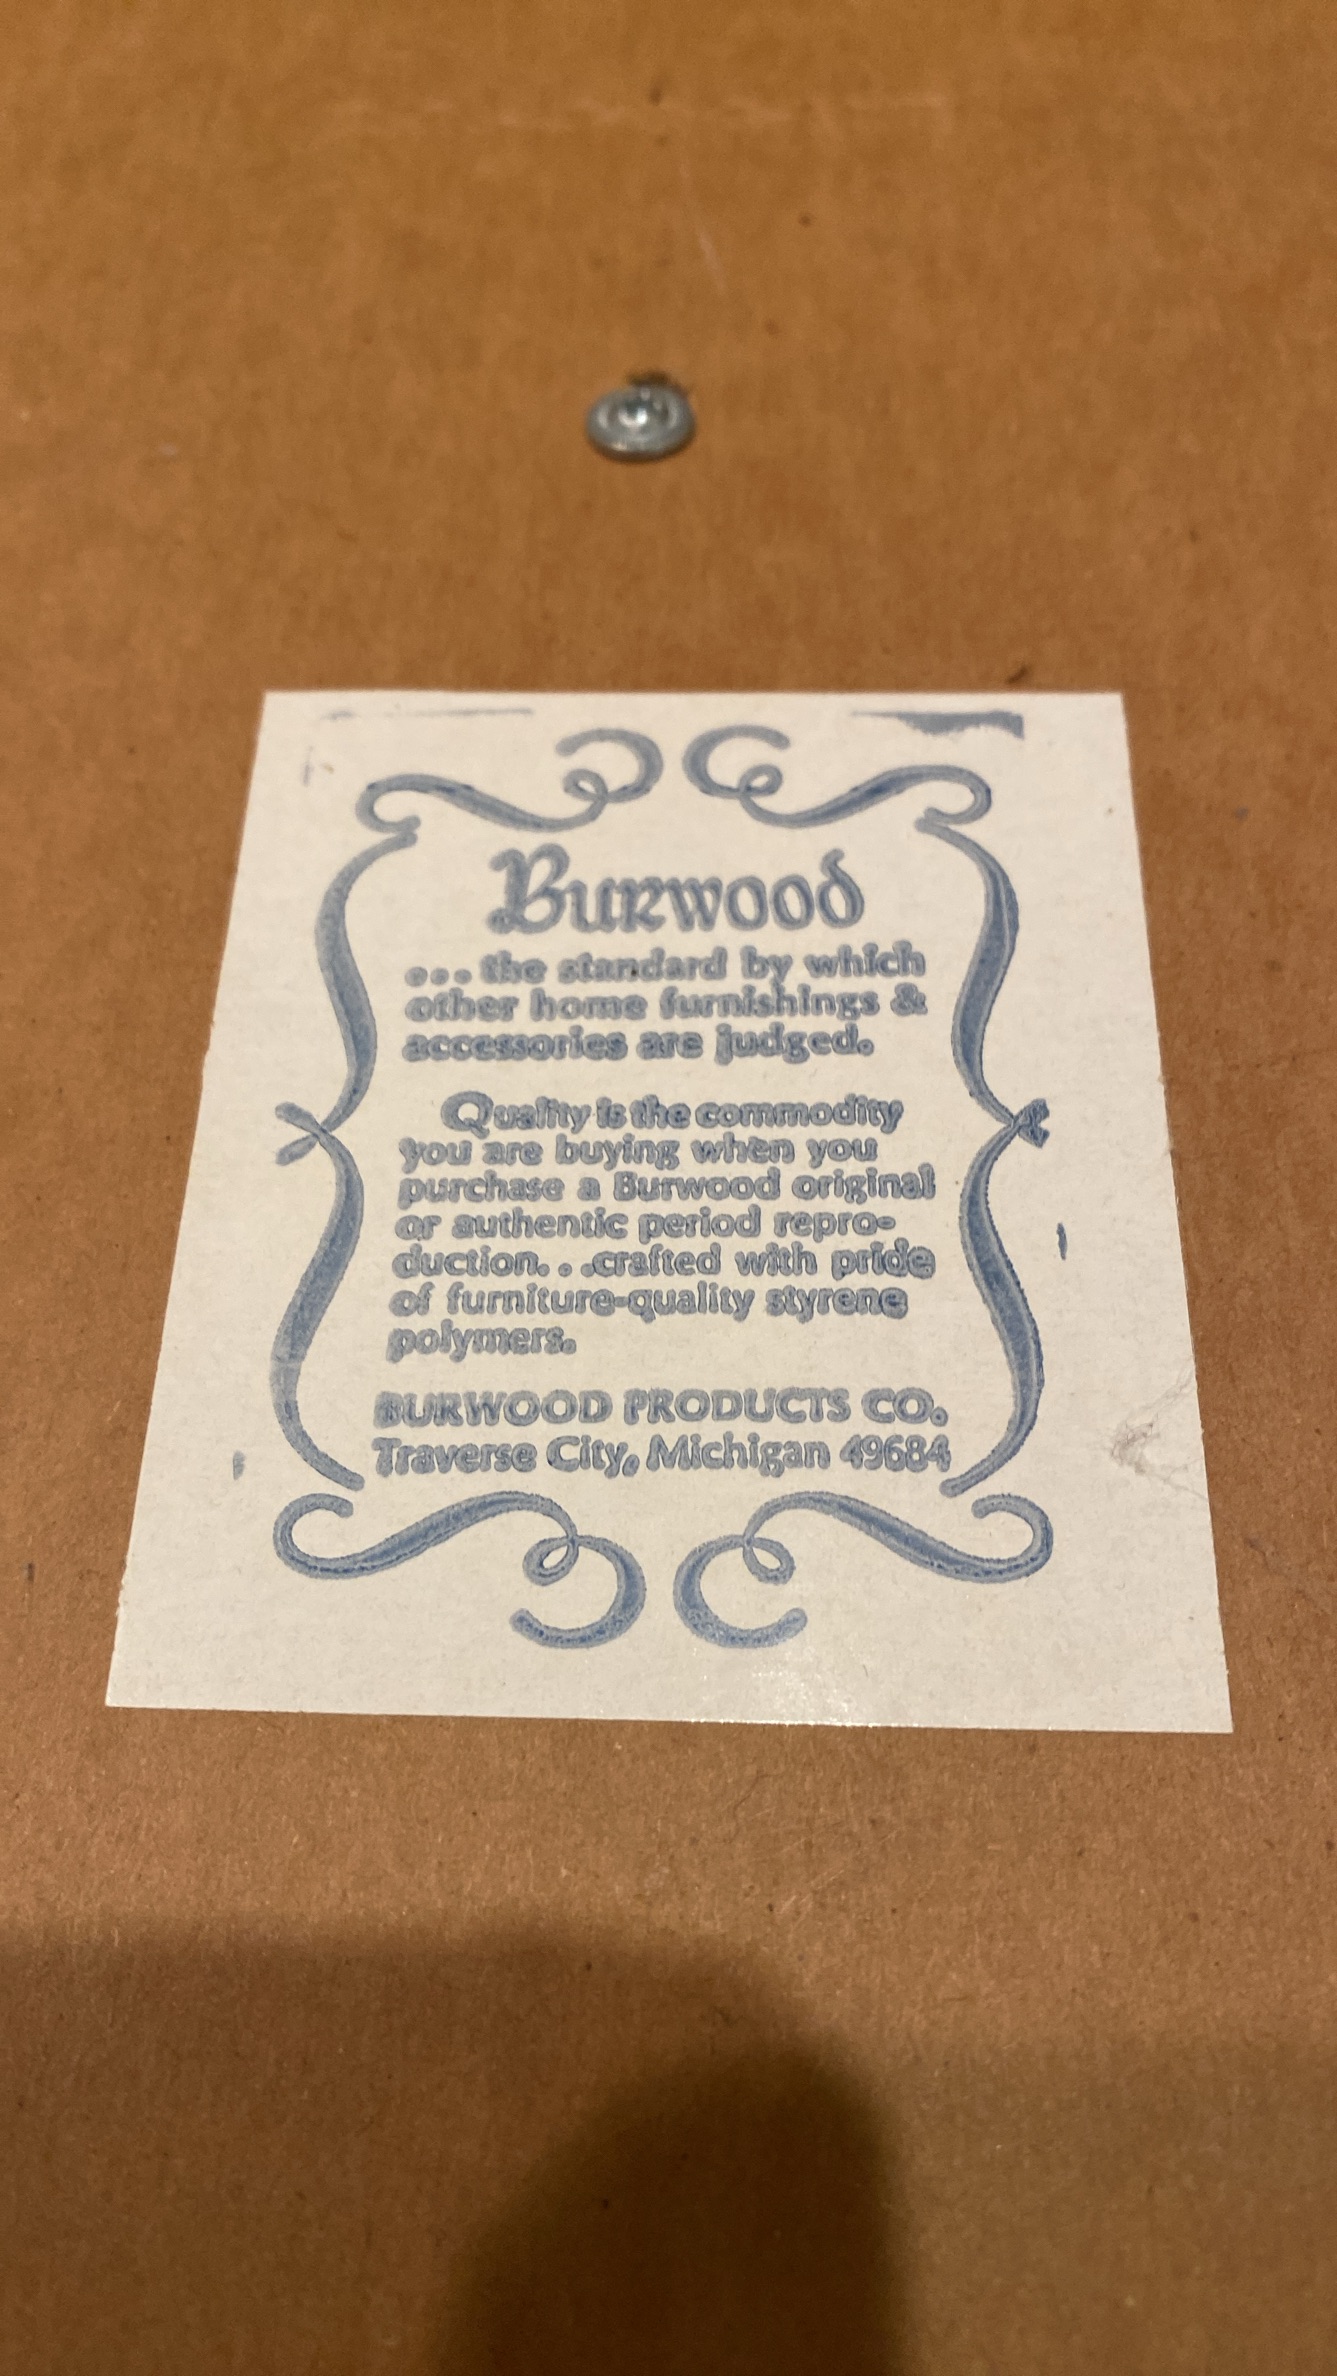 Burwood
...the standard by which
other home furnishings &
accessories are judged.
Quality is the commodity
you are buying when you
purchase a Burwood original
or authentic period repro-
duction...crafted with pride
of furniture-quality styrene
polymers.
BURWOOD PRODUCTS CO.
Traverse City, Michigan 49684